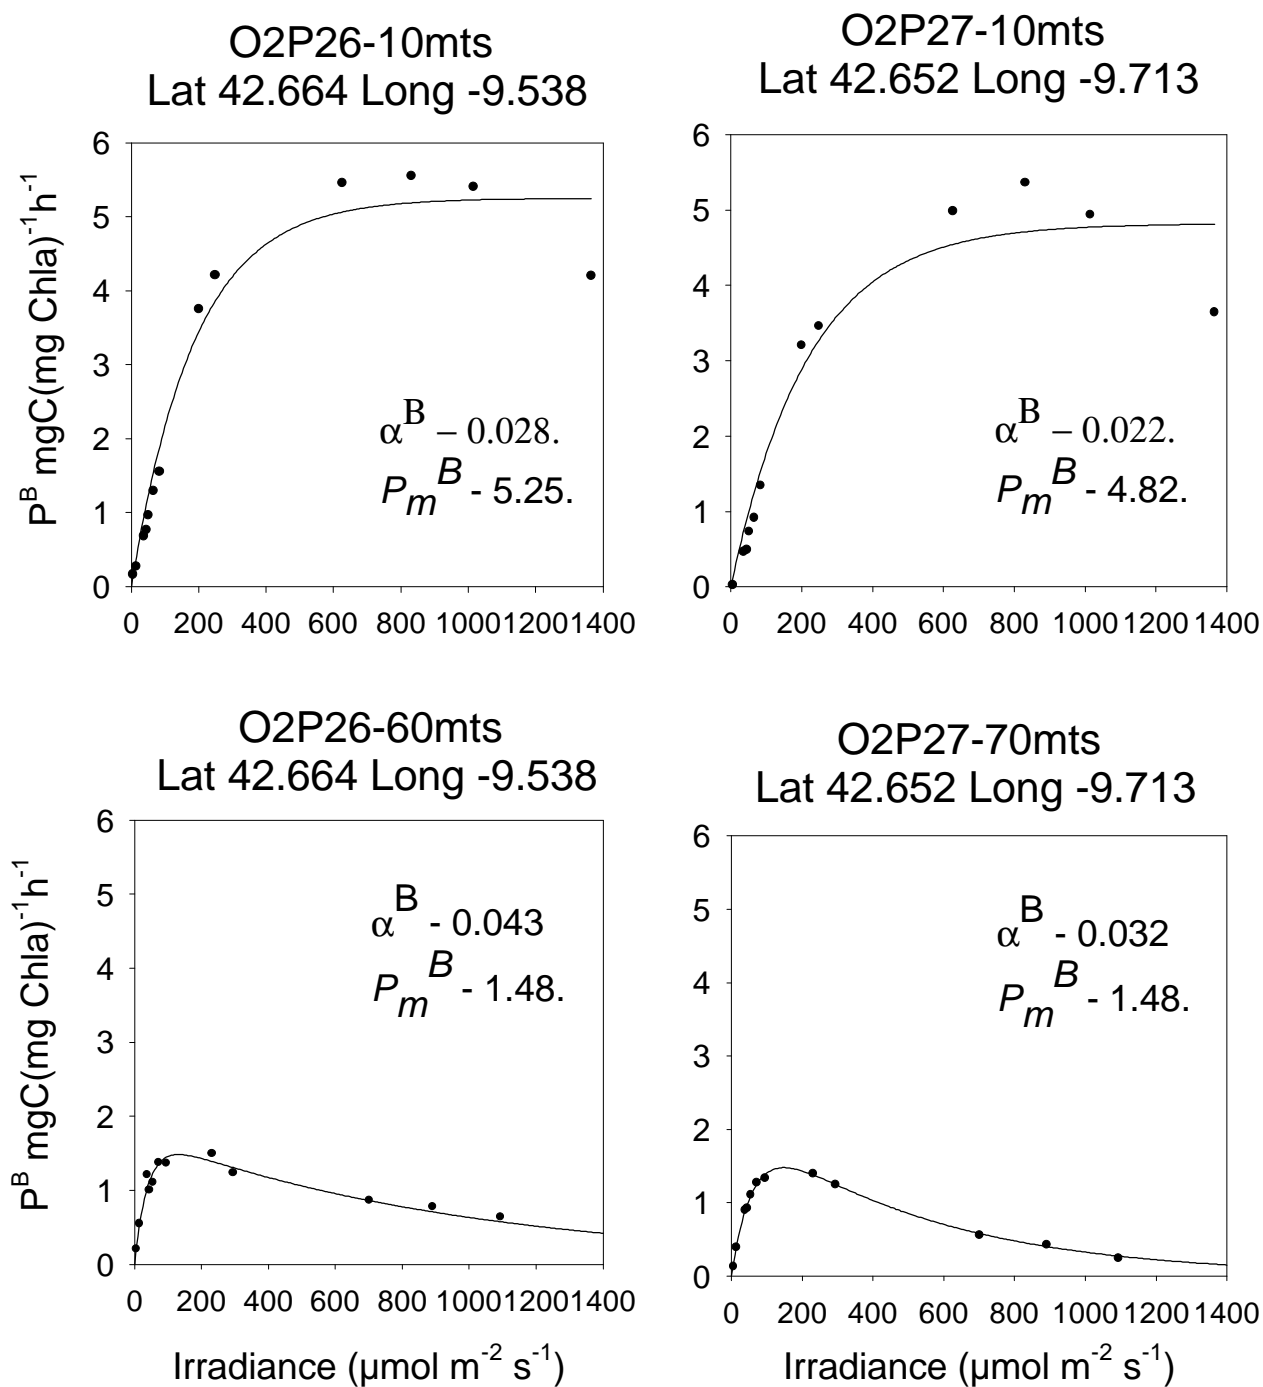 O2P26-10mts
Lat 42.664 Long -9.538
P^B mgC(mg Chla)^-1 h^-1
6
5
4
3
2
1
0
α^B – 0.028.
P_m^B - 5.25.
0 200 400 600 800 1000 1200 1400
O2P27-10mts
Lat 42.652 Long -9.713
6
5
4
3
2
1
0
α^B – 0.022.
P_m^B - 4.82.
0 200 400 600 800 1000 1200 1400
O2P26-60mts
Lat 42.664 Long -9.538
P^B mgC(mg Chla)^-1 h^-1
6
5
4
3
2
1
0
α^B - 0.043
P_m^B - 1.48.
0 200 400 600 800 1000 1200 1400
Irradiance (µmol m^-2 s^-1)
O2P27-70mts
Lat 42.652 Long -9.713
6
5
4
3
2
1
0
α^B - 0.032
P_m^B - 1.48.
0 200 400 600 800 1000 1200 1400
Irradiance (µmol m^-2 s^-1)